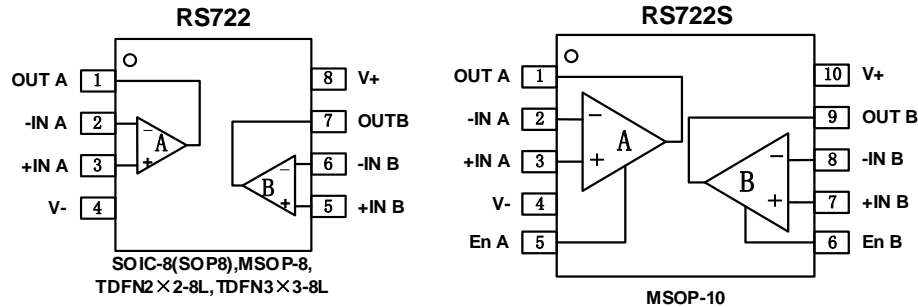 RS722
OUT A 1
-IN A 2
+IN A 3
V- 4
8 V+
7 OUTB
6 -IN B
5 +IN B
− A +
− B +
SOIC-8(SOP8),MSOP-8,
TDFN2×2-8L,TDFN3×3-8L
RS722S
OUT A 1
-IN A 2
+IN A 3
V- 4
En A 5
10 V+
9 OUT B
8 -IN B
7 +IN B
6 En B
− A +
− B +
MSOP-10